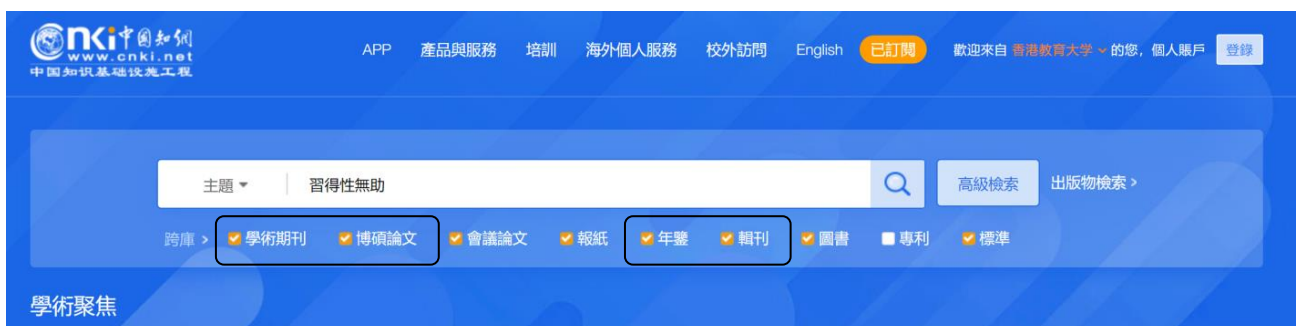 cnki中国知网
www.cnki.net
中国知识基础设施工程
APP 產品與服務 培訓 海外個人服務 校外訪問 English 已訂閱 歡迎來自 香港教育大学 的您，個人賬戶 登錄
主題 習得性無助 高級檢索 出版物檢索 >
跨庫 > 學術期刊 博碩論文 會議論文 報紙 年鑒 輯刊 圖書 專利 標準
學術聚焦